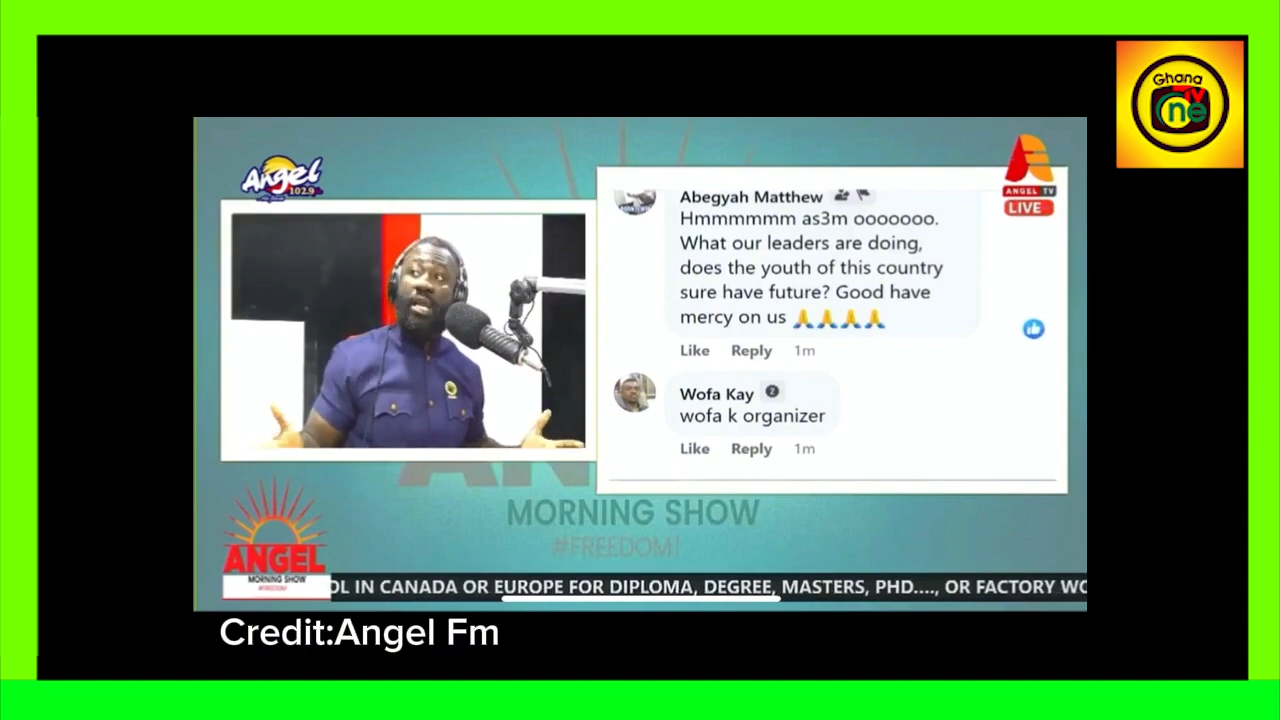 Ghana
TV
One
Angel
102.9
ANGEL TV
LIVE
Abegyah Matthew
Hmmmmmm as3m ooooooo.
What our leaders are doing,
does the youth of this country
sure have future? Good have
mercy on us 🙏🙏🙏🙏
Like Reply 1m
Wofa Kay
wofa k organizer
Like Reply 1m
AN
MORNING SHOW
#FREEDOM!
ANGEL
MORNING SHOW
#FREEDOM!
OL IN CANADA OR EUROPE FOR DIPLOMA, DEGREE, MASTERS, PHD...., OR FACTORY WO
Credit:Angel Fm